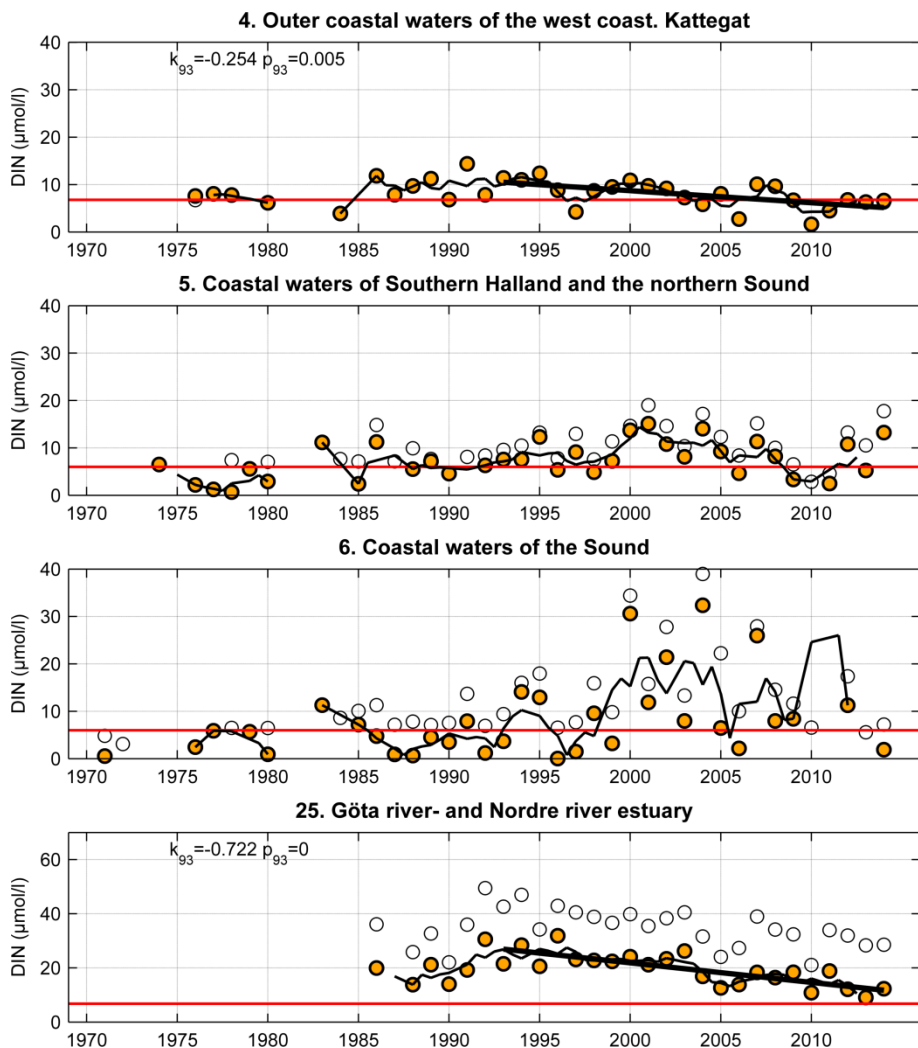 4. Outer coastal waters of the west coast. Kattegat
40
k93=-0.254 p93=0.005
30
DIN (µmol/l)
20
10
0
1970 1975 1980 1985 1990 1995 2000 2005 2010
5. Coastal waters of Southern Halland and the northern Sound
40
30
DIN (µmol/l)
20
10
0
1970 1975 1980 1985 1990 1995 2000 2005 2010
6. Coastal waters of the Sound
40
30
DIN (µmol/l)
20
10
0
1970 1975 1980 1985 1990 1995 2000 2005 2010
25. Göta river- and Nordre river estuary
k93=-0.722 p93=0
60
DIN (µmol/l)
40
20
0
1970 1975 1980 1985 1990 1995 2000 2005 2010